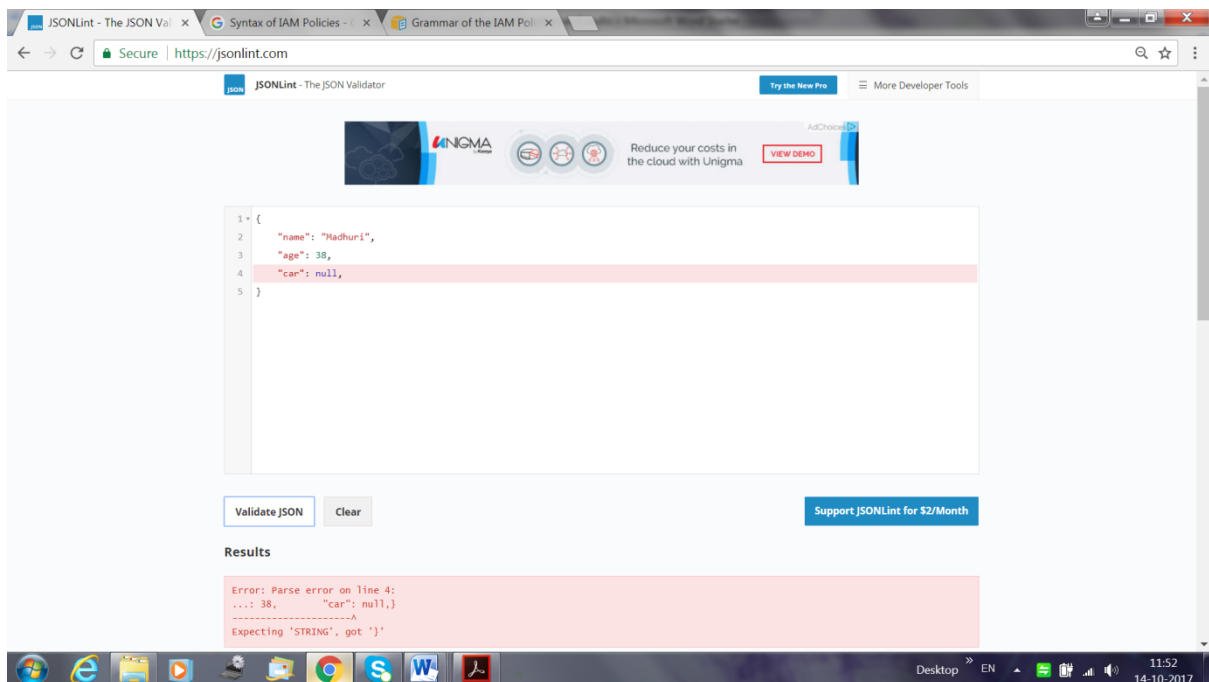 JSONLint - The JSON Val
Syntax of IAM Policies - G
Grammar of the IAM Poli
Secure | https://jsonlint.com
JSON JSONLint - The JSON Validator
Try the New Pro
More Developer Tools
AdChoices
UNIGMA
Reduce your costs in
the cloud with Unigma
VIEW DEMO
1 {
2 "name": "Madhuri",
3 "age": 38,
4 "car": null,
5 }
Validate JSON
Clear
Support JSONLint for $2/Month
Results
Error: Parse error on line 4:
...: 38, "car": null,}
---------------------^
Expecting 'STRING', got '}'
Desktop » EN
11:52
14-10-2017